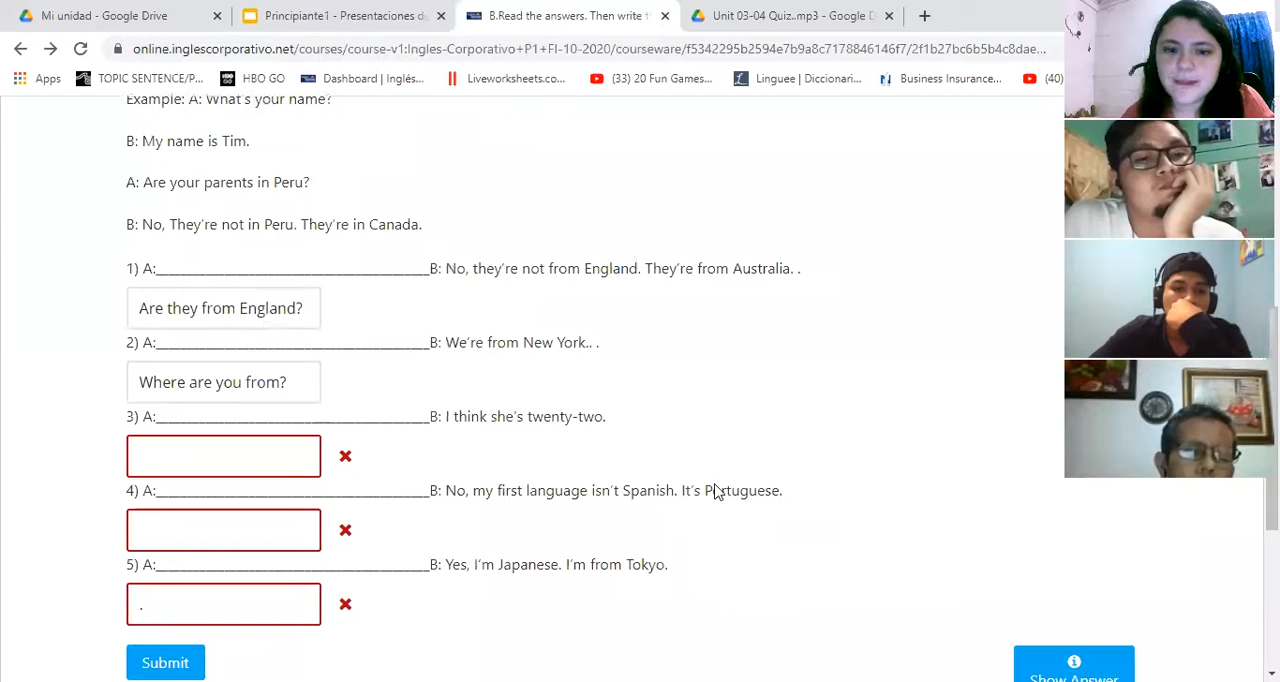 Mi unidad - Google Drive
Principiante1 - Presentaciones d
B.Read the answers. Then write t
Unit 03-04 Quiz..mp3 - Google D
online.inglescorporativo.net/courses/course-v1:Ingles-Corporativo+P1+FI-10-2020/courseware/f5342295b2594e7b9a8c7178846146f7/2f1b27bc6b5b4c8dae...
Apps
TOPIC SENTENCE/P...
HBO GO
Dashboard | Inglés...
Liveworksheets.co...
(33) 20 Fun Games...
Linguee | Diccionari...
Business Insurance...
(40)
Example: A: What's your name?
B: My name is Tim.
A: Are your parents in Peru?
B: No, They're not in Peru. They're in Canada.
1) A:______________________________B: No, they're not from England. They're from Australia. .
Are they from England?
2) A:______________________________B: We're from New York.. .
Where are you from?
3) A:______________________________B: I think she's twenty-two.
4) A:______________________________B: No, my first language isn't Spanish. It's Portuguese.
5) A:______________________________B: Yes, I'm Japanese. I'm from Tokyo.
.
Submit
Show Answer